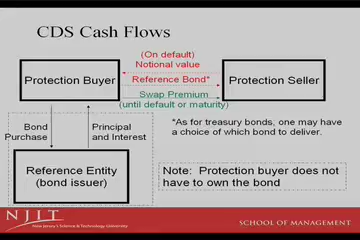 CDS Cash Flows
(On default)
Notional value
Protection Buyer
Reference Bond*
Protection Seller
Swap Premium
(until default or maturity)
Bond
Purchase
Principal
and Interest
*As for treasury bonds, one may have
a choice of which bond to deliver.
Reference Entity
(bond issuer)
Note: Protection buyer does not
have to own the bond
NJIT
New Jersey's Science & Technology University
SCHOOL OF MANAGEMENT